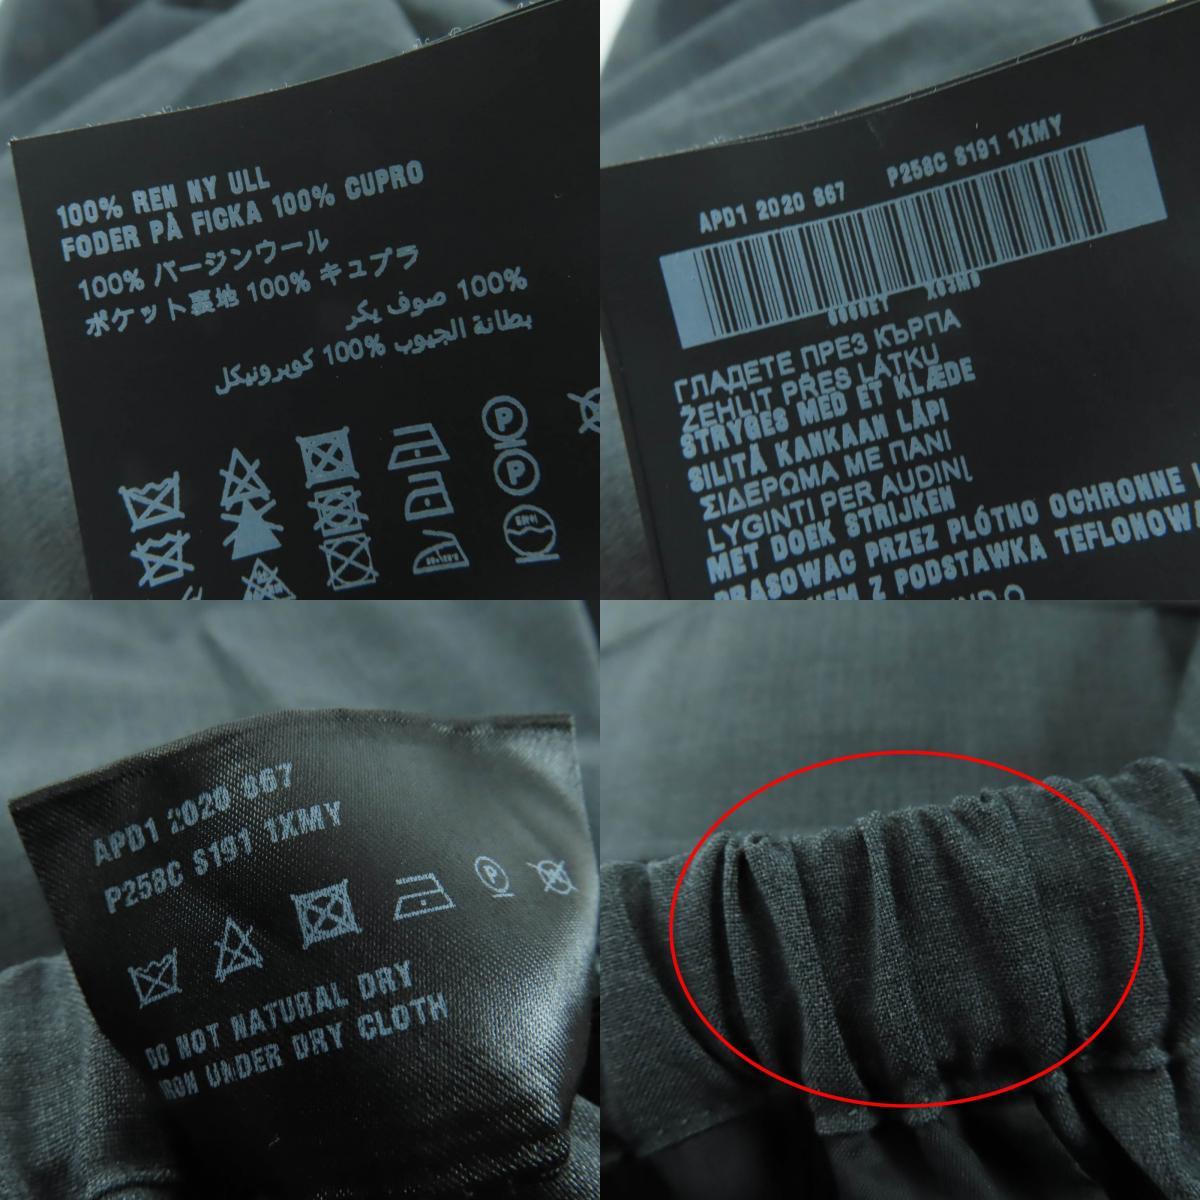 100% REN NY ULL
FODER PÅ FICKA 100% CUPRO
100% バージンウール
ポケット裏地 100% キュプラ
100% صوف بكر
بطانة الجيوب 100% كوبرونيكل
P
P
APD1 2020 S67 P258C S191 1XMY
ГЛАДЕТЕ ПРЕЗ КЪРПА
ŽEHLIT PŘES LÁTKU
STRYGES MED ET KLÆDE
SILITÄ KANKAAN LÄPI
ΣΙΔΕΡΩΜΑ ΜΕ ΠΑΝΙ
LYGINTI PER AUDINĮ
MET DOEK STRIJKEN
PRASOWAC PRZEZ PLÓTNO OCHRONNE
Z PODSTAWKA TEFLONOWA
APD1 2020 S67
P258C S191 1XMY
P
DO NOT NATURAL DRY
IRON UNDER DRY CLOTH